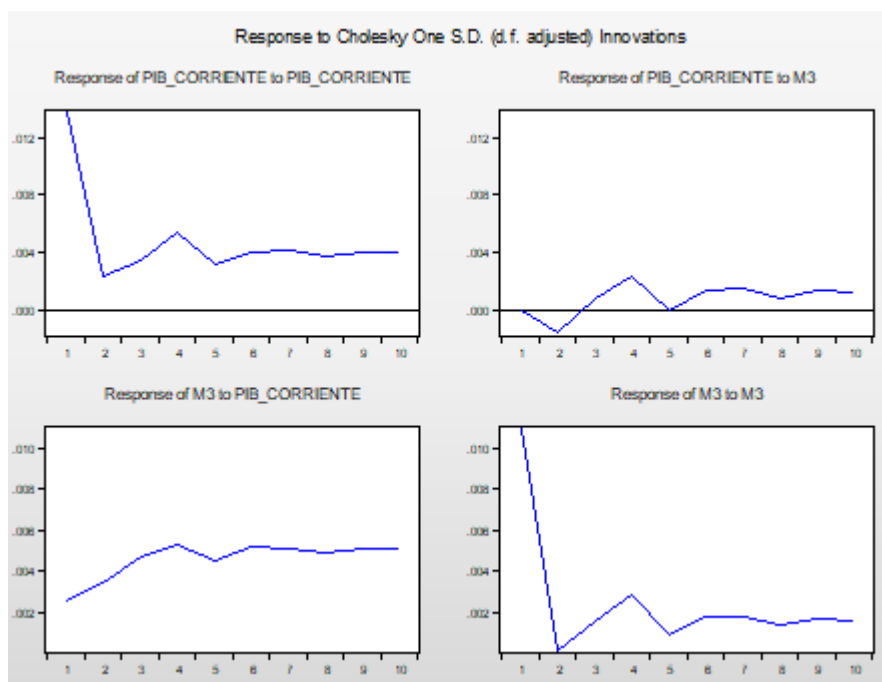 Response to Cholesky One S.D. (d.f. adjusted) Innovations
Response of PIB_CORRIENTE to PIB_CORRIENTE
.012
.008
.004
.000
1 2 3 4 5 6 7 8 9 10
Response of PIB_CORRIENTE to M3
.012
.008
.004
.000
1 2 3 4 5 6 7 8 9 10
Response of M3 to PIB_CORRIENTE
.010
.008
.006
.004
.002
1 2 3 4 5 6 7 8 9 10
Response of M3 to M3
.010
.008
.006
.004
.002
1 2 3 4 5 6 7 8 9 10